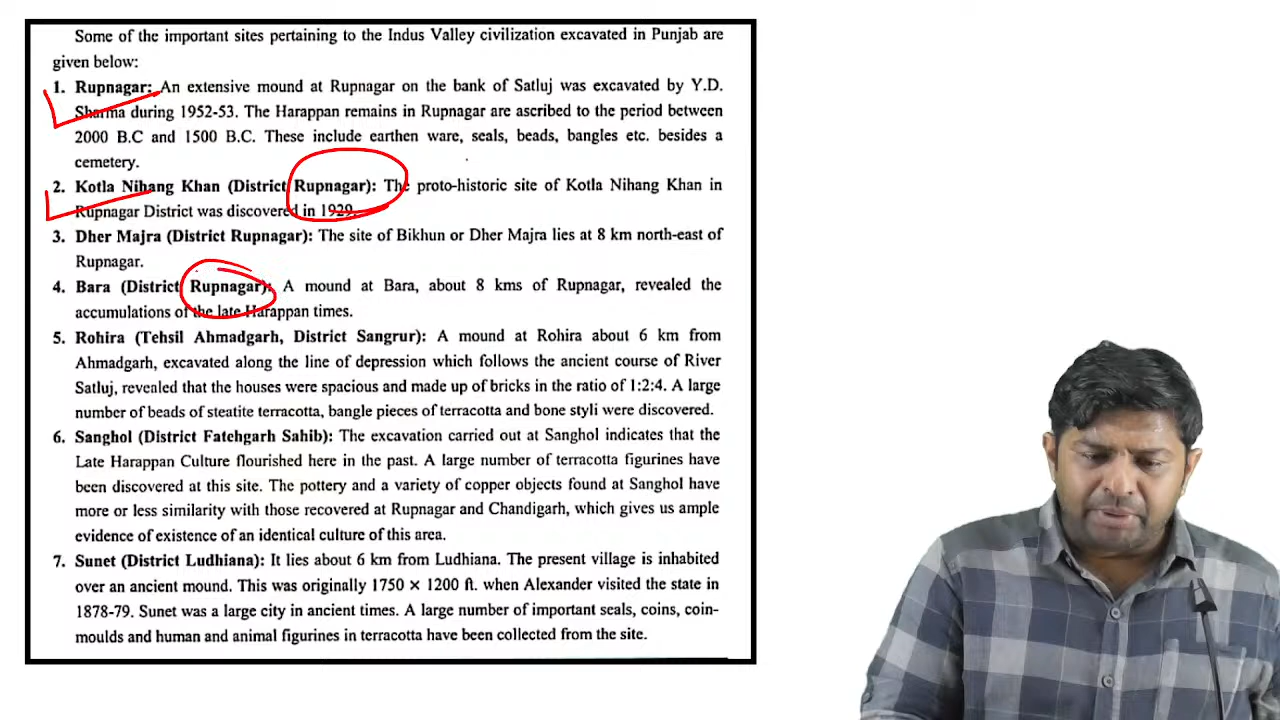 Some of the important sites pertaining to the Indus Valley civilization excavated in Punjab are
given below:
1. Rupnagar: An extensive mound at Rupnagar on the bank of Satluj was excavated by Y.D.
Sharma during 1952-53. The Harappan remains in Rupnagar are ascribed to the period between
2000 B.C and 1500 B.C. These include earthen ware, seals, beads, bangles etc. besides a
cemetery.
2. Kotla Nihang Khan (District Rupnagar): The proto-historic site of Kotla Nihang Khan in
Rupnagar District was discovered in 1929.
3. Dher Majra (District Rupnagar): The site of Bikhun or Dher Majra lies at 8 km north-east of
Rupnagar.
4. Bara (District Rupnagar): A mound at Bara, about 8 kms of Rupnagar, revealed the
accumulations of the late Harappan times.
5. Rohira (Tehsil Ahmadgarh, District Sangrur): A mound at Rohira about 6 km from
Ahmadgarh, excavated along the line of depression which follows the ancient course of River
Satluj, revealed that the houses were spacious and made up of bricks in the ratio of 1:2:4. A large
number of beads of steatite terracotta, bangle pieces of terracotta and bone styli were discovered.
6. Sanghol (District Fatehgarh Sahib): The excavation carried out at Sanghol indicates that the
Late Harappan Culture flourished here in the past. A large number of terracotta figurines have
been discovered at this site. The pottery and a variety of copper objects found at Sanghol have
more or less similarity with those recovered at Rupnagar and Chandigarh, which gives us ample
evidence of existence of an identical culture of this area.
7. Sunet (District Ludhiana): It lies about 6 km from Ludhiana. The present village is inhabited
over an ancient mound. This was originally 1750 × 1200 ft. when Alexander visited the state in
1878-79. Sunet was a large city in ancient times. A large number of important seals, coins, coin-
moulds and human and animal figurines in terracotta have been collected from the site.